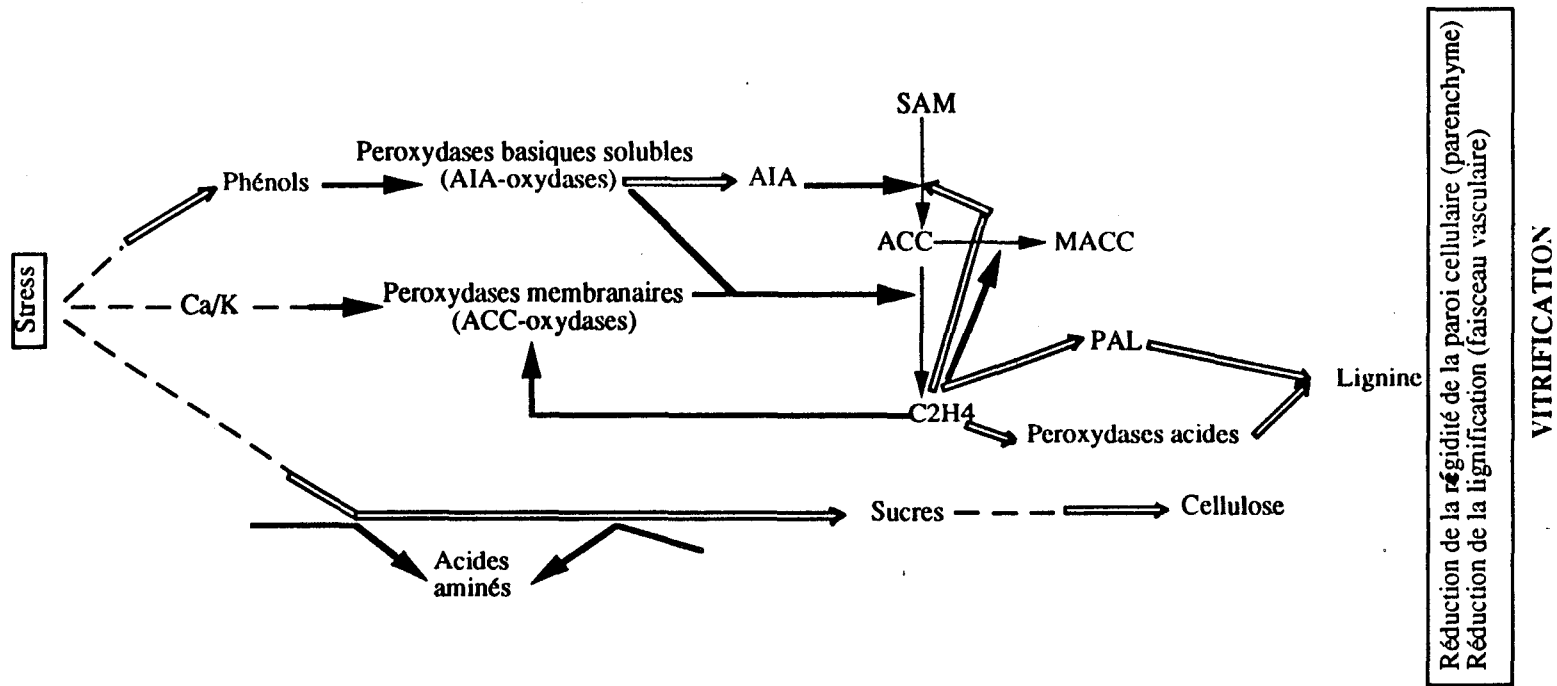 SAM
Peroxydases basiques solubles
(AIA-oxydases)
Phénols
AIA
ACC
MACC
Stress
Ca/K
Peroxydases membranaires
(ACC-oxydases)
PAL
Lignine
C2H4
Peroxydases acides
Sucres
Cellulose
Acides
aminés
Réduction de la régidité de la paroi cellulaire (parenchyme)
Réduction de la lignification (faisceau vasculaire)
VITRIFICATION